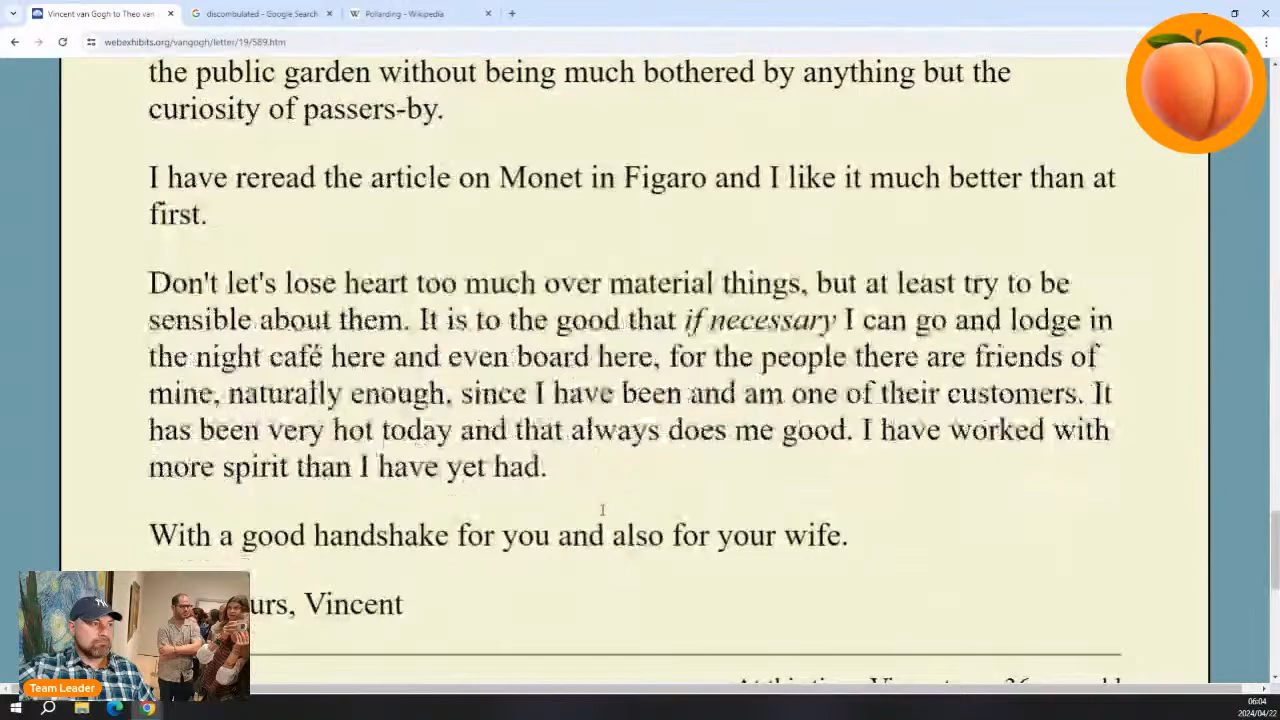 Vincent van Gogh to Theo van
discombulated - Google Search
W Pollarding - Wikipedia
webexhibits.org/vangogh/letter/19/589.htm
the public garden without being much bothered by anything but the
curiosity of passers-by.
I have reread the article on Monet in Figaro and I like it much better than at
first.
Don't let's lose heart too much over material things, but at least try to be
sensible about them. It is to the good that if necessary I can go and lodge in
the night café here and even board here, for the people there are friends of
mine, naturally enough, since I have been and am one of their customers. It
has been very hot today and that always does me good. I have worked with
more spirit than I have yet had.
With a good handshake for you and also for your wife.
urs, Vincent
Team Leader
06:04
2024/04/22